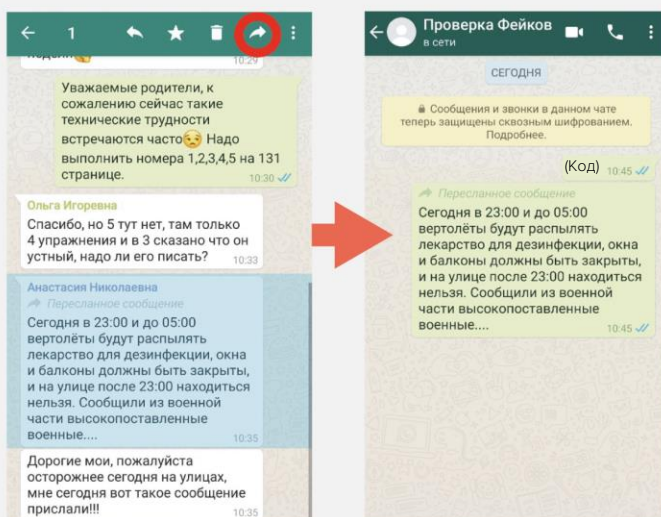 1
10:29
Уважаемые родители, к
сожалению сейчас такие
технические трудности
встречаются часто😒 Надо
выполнить номера 1,2,3,4,5 на 131
странице.
10:30
Ольга Игоревна
Спасибо, но 5 тут нет, там только
4 упражнения и в 3 сказано что он
устный, надо ли его писать?
10:33
Анастасия Николаевна
Пересланное сообщение
Сегодня в 23:00 и до 05:00
вертолёты будут распылять
лекарство для дезинфекции, окна
и балконы должны быть закрыты,
и на улице после 23:00 находиться
нельзя. Сообщили из военной
части высокопоставленные
военные....
10:35
Дорогие мои, пожалуйста
осторожнее сегодня на улицах,
мне сегодня вот такое сообщение
прислали!!!
10:35
Проверка Фейков
в сети
СЕГОДНЯ
Сообщения и звонки в данном чате
теперь защищены сквозным шифрованием.
Подробнее.
(Код) 10:45
Пересланное сообщение
Сегодня в 23:00 и до 05:00
вертолёты будут распылять
лекарство для дезинфекции, окна
и балконы должны быть закрыты,
и на улице после 23:00 находиться
нельзя. Сообщили из военной
части высокопоставленные
военные....
10:45